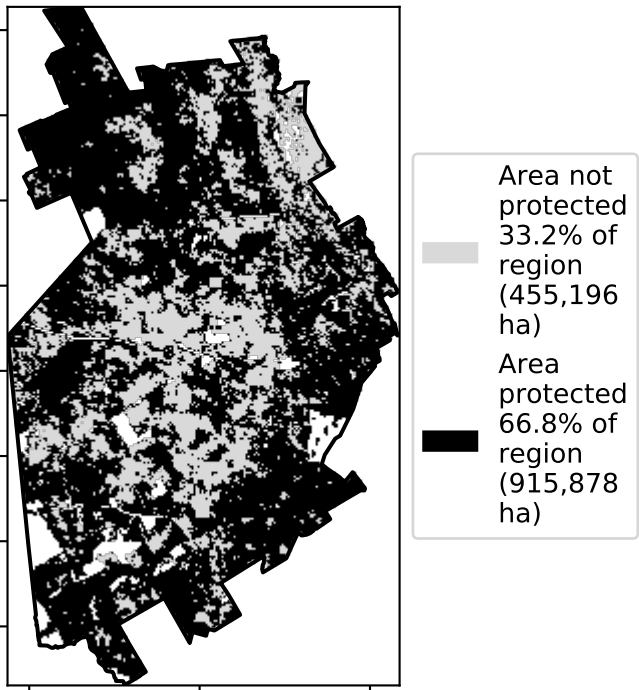 Area not
protected
33.2% of
region
(455,196
ha)
Area
protected
66.8% of
region
(915,878
ha)